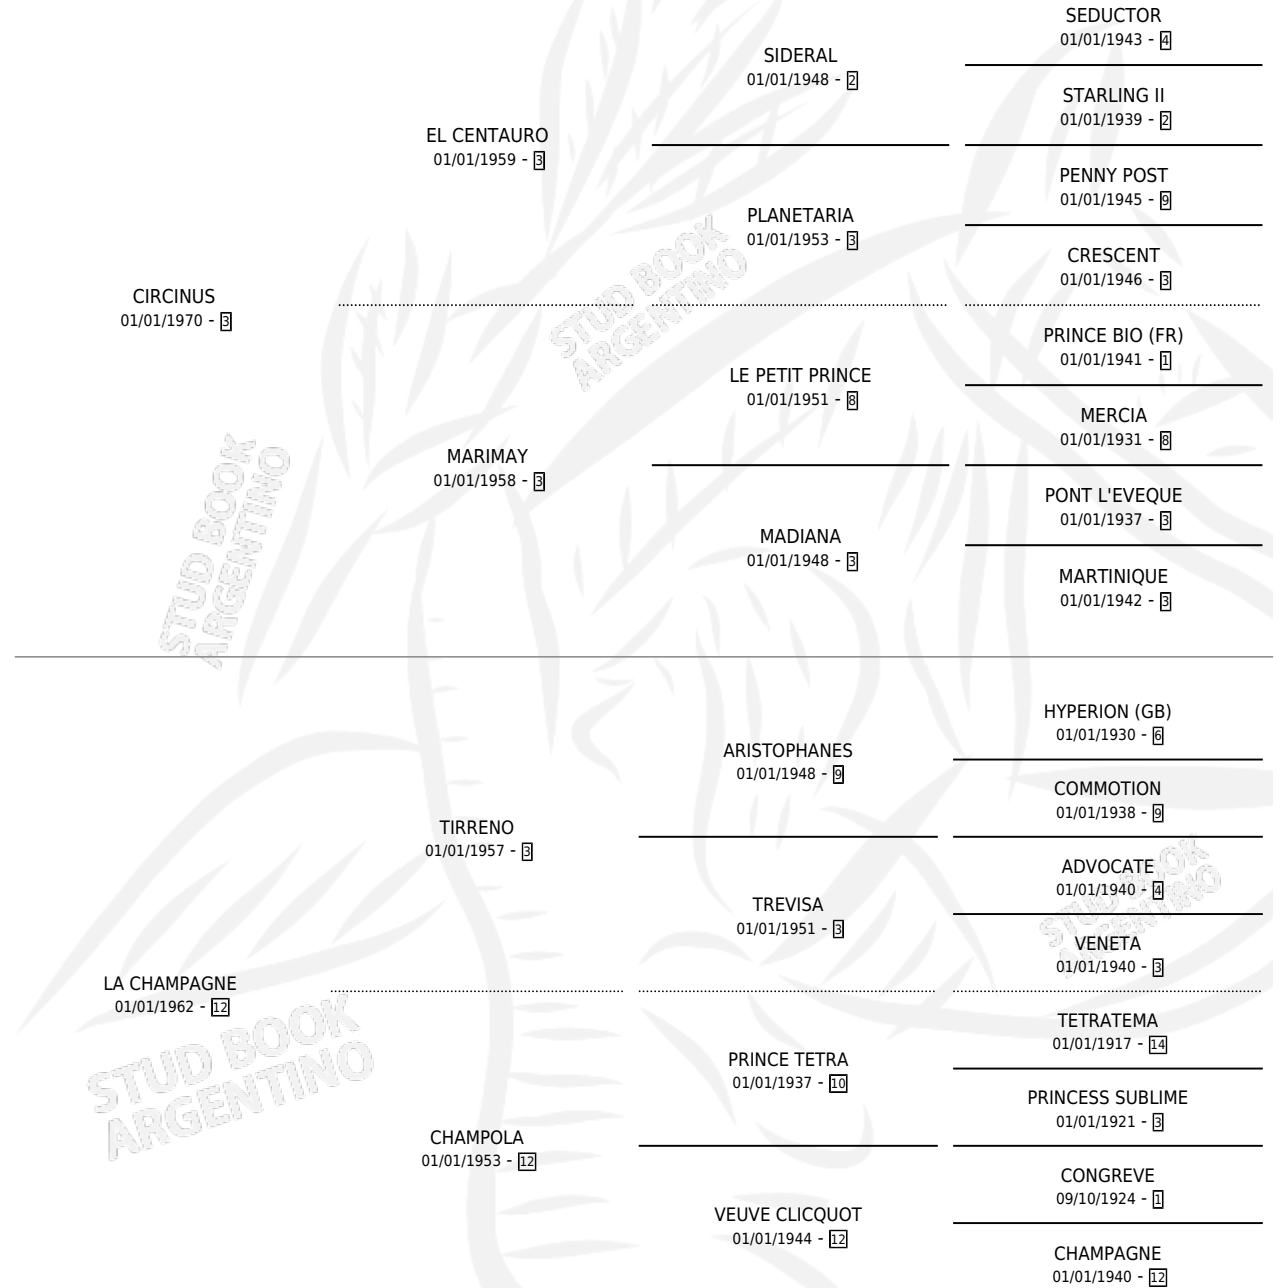 SEDUCTOR
01/01/1943 - 4
SIDERAL
01/01/1948 - 2
STARLING II
01/01/1939 - 2
EL CENTAURO
01/01/1959 - 3
PENNY POST
01/01/1945 - 9
PLANETARIA
01/01/1953 - 3
CRESCENT
01/01/1946 - 3
CIRCINUS
01/01/1970 - 3
PRINCE BIO (FR)
01/01/1941 - 1
LE PETIT PRINCE
01/01/1951 - 8
MERCIA
01/01/1931 - 8
MARIMAY
01/01/1958 - 3
PONT L'EVEQUE
01/01/1937 - 3
MADIANA
01/01/1948 - 3
MARTINIQUE
01/01/1942 - 3
HYPERION (GB)
01/01/1930 - 6
ARISTOPHANES
01/01/1948 - 9
COMMOTION
01/01/1938 - 9
TIRRENO
01/01/1957 - 3
ADVOCATE
01/01/1940 - 4
TREVISA
01/01/1951 - 3
VENETA
01/01/1940 - 3
LA CHAMPAGNE
01/01/1962 - 12
TETRATEMA
01/01/1917 - 14
PRINCE TETRA
01/01/1937 - 10
PRINCESS SUBLIME
01/01/1921 - 3
CHAMPOLA
01/01/1953 - 12
CONGREVE
09/10/1924 - 1
VEUVE CLICQUOT
01/01/1944 - 12
CHAMPAGNE
01/01/1940 - 12
STUD BOOK
ARGENTINO
STUD BOOK
ARGENTINO
STUD BOOK
ARGENTINO
STUD BOOK
ARGENTINO